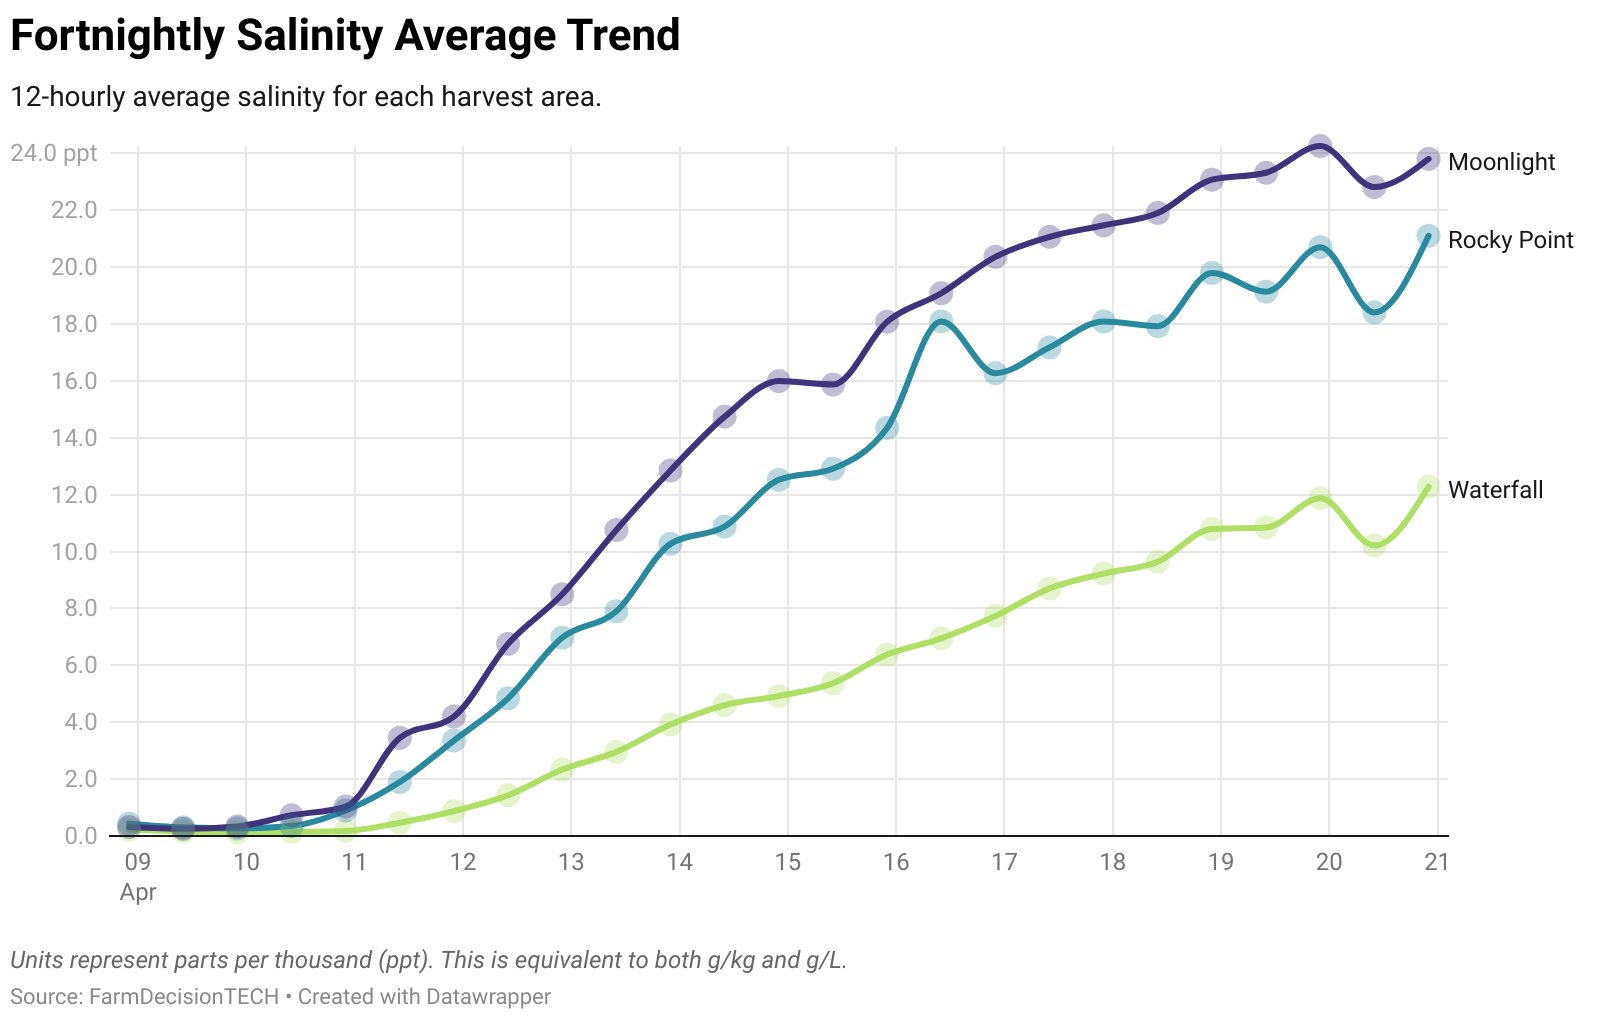 Fortnightly Salinity Average Trend
12-hourly average salinity for each harvest area.
24.0 ppt
22.0
20.0
18.0
16.0
14.0
12.0
10.0
8.0
6.0
4.0
2.0
0.0
Moonlight
Rocky Point
Waterfall
09 10 11 12 13 14 15 16 17 18 19 20 21
Apr
Units represent parts per thousand (ppt). This is equivalent to both g/kg and g/L.
Source: FarmDecisionTECH • Created with Datawrapper